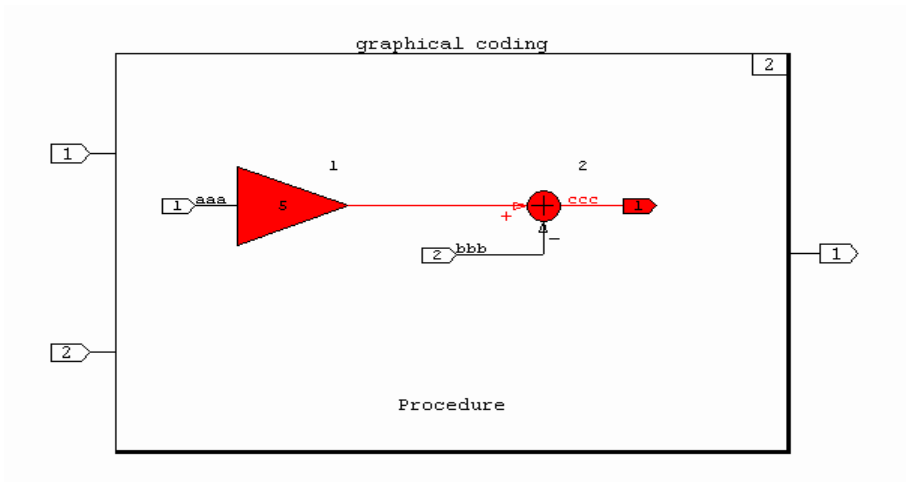 graphical coding
2
1
1
2
1 aaa
5
+
ccc
1
2 bbb
−
1
2
Procedure